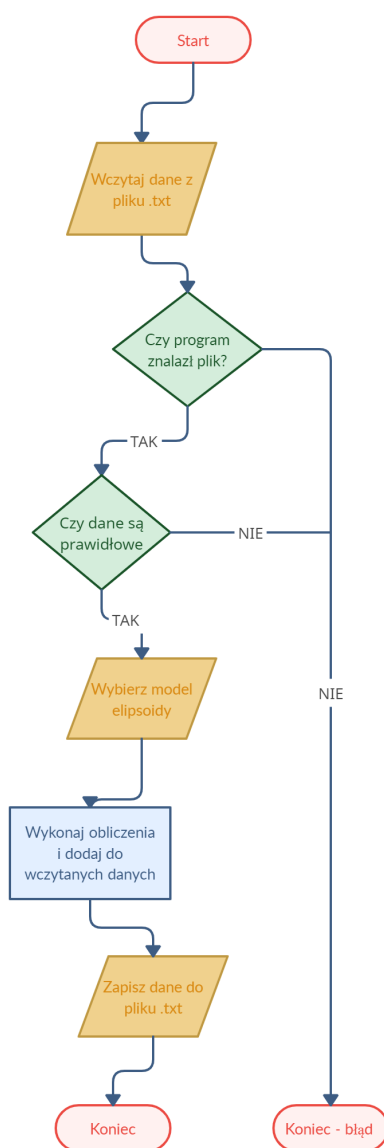 Start
Wczytaj dane z
pliku .txt
Czy program
znalazł plik?
TAK
Czy dane są
prawidłowe
NIE
TAK
Wybierz model
elipsoidy
NIE
Wykonaj obliczenia
i dodaj do
wczytanych danych
Zapisz dane do
pliku .txt
Koniec
Koniec - błąd